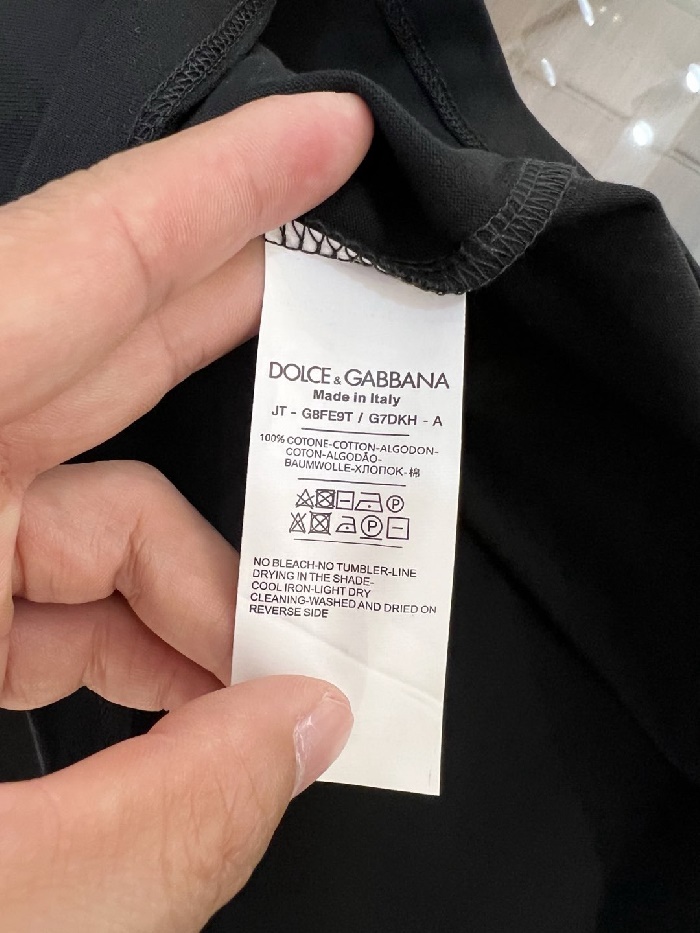 DOLCE & GABBANA
Made in Italy
JT - G8FE9T / G7DKH - A
100% COTONE-COTTON-ALGODON-
COTON-ALGODÃO-
BAUMWOLLE-ХЛОПОК-棉
NO BLEACH-NO TUMBLER-LINE
DRYING IN THE SHADE-
COOL IRON-LIGHT DRY
CLEANING-WASHED AND DRIED ON
REVERSE SIDE